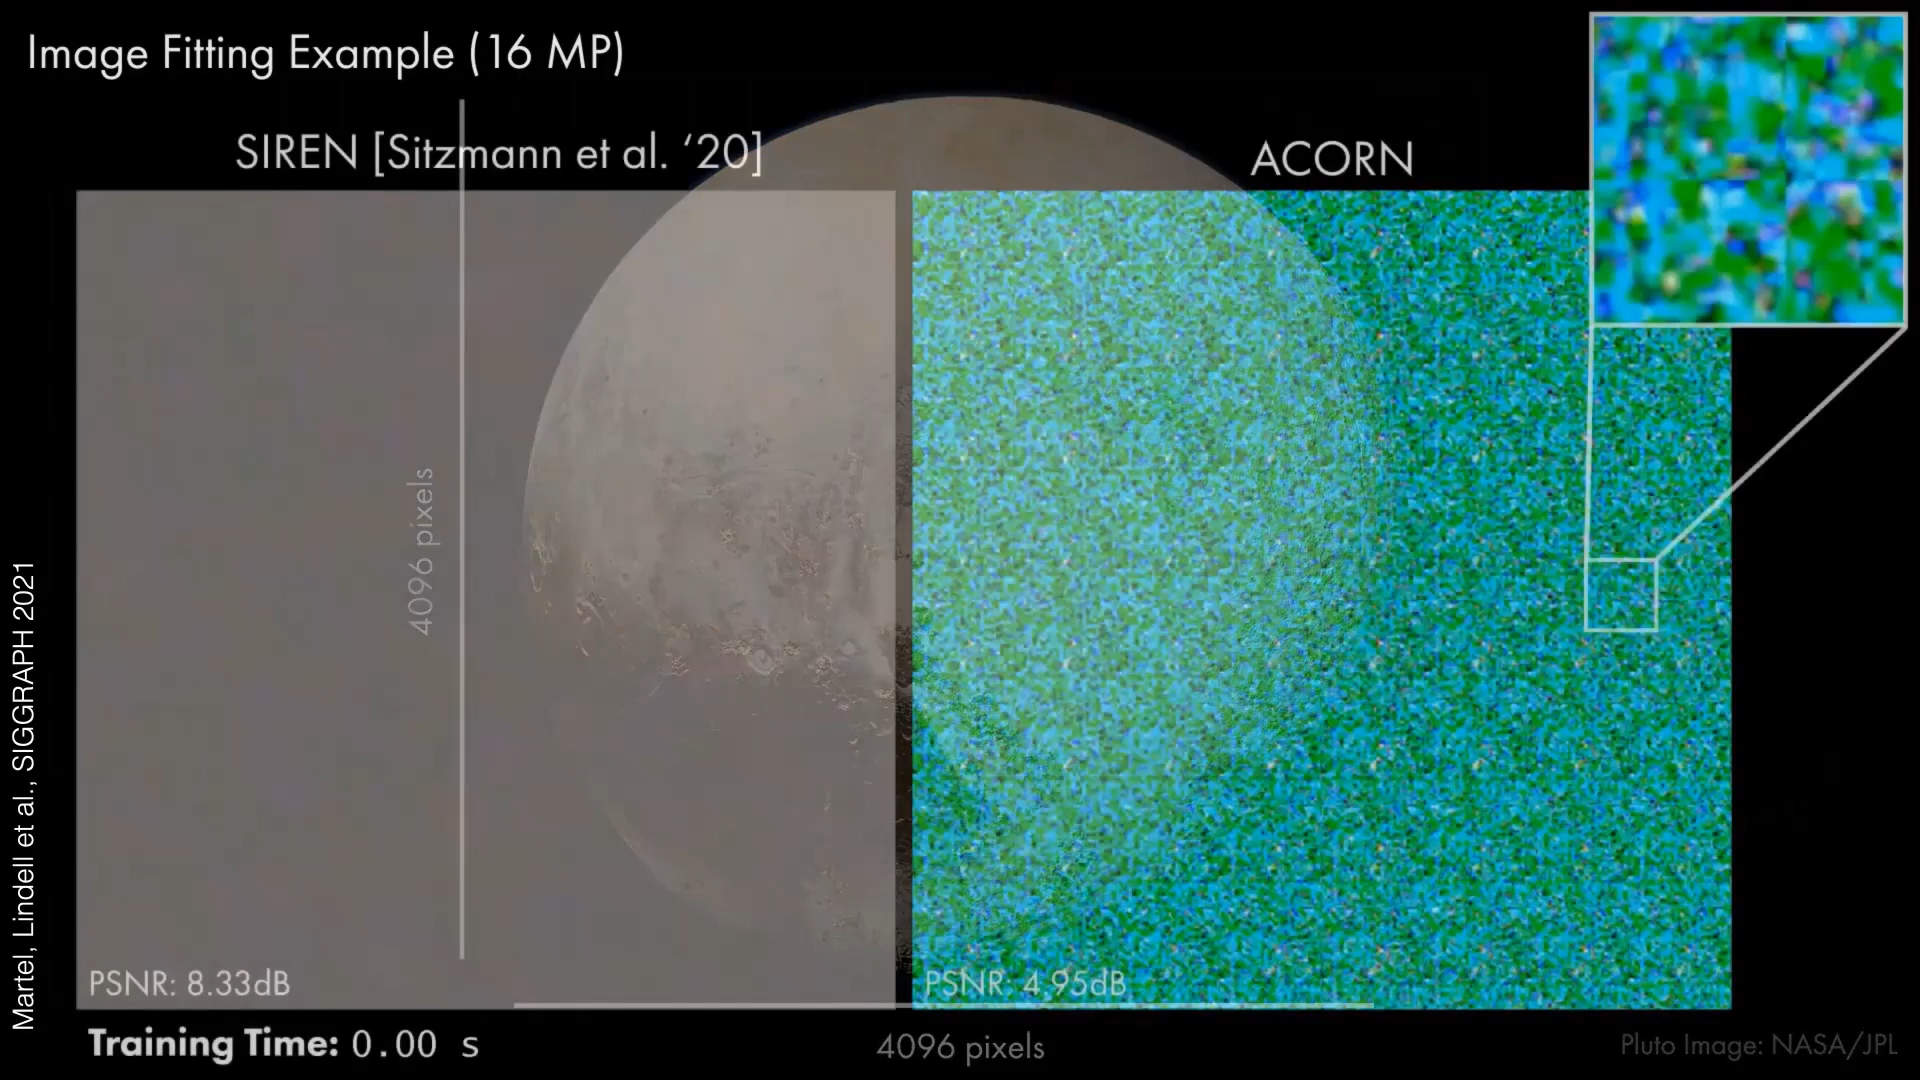 Image Fitting Example (16 MP)
SIREN [Sitzmann et al. ‘20]
ACORN
4096 pixels
Martel, Lindell et al., SIGGRAPH 2021
PSNR: 8.33dB
PSNR: 4.95dB
Training Time: 0.00 s
4096 pixels
Pluto Image: NASA/JPL